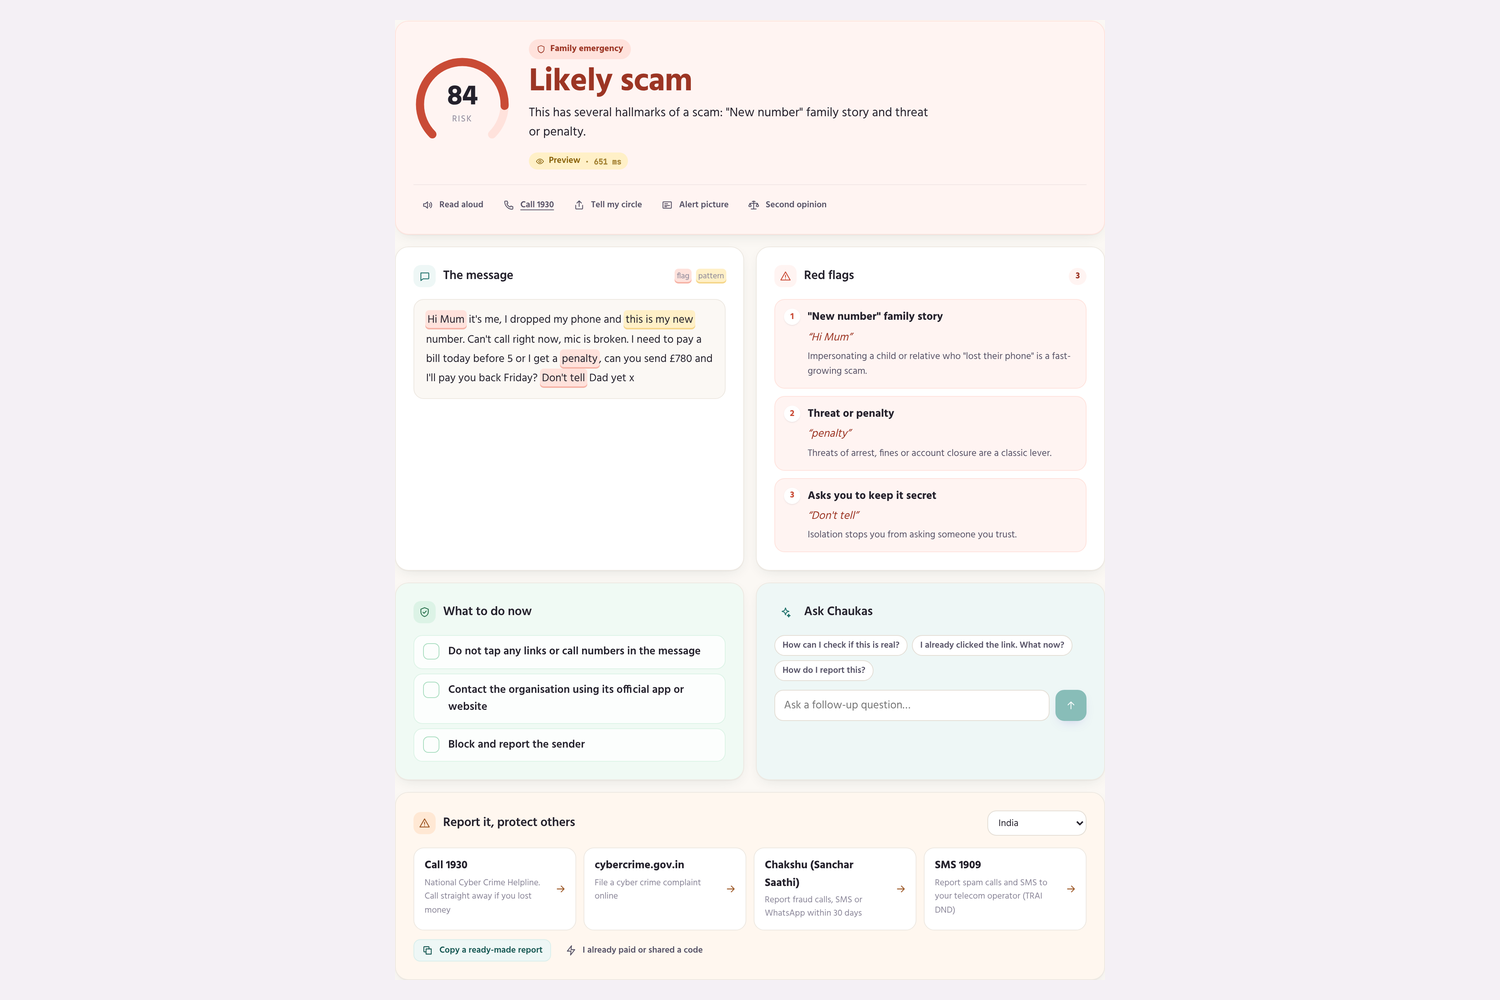 Family emergency
84
RISK
Likely scam
This has several hallmarks of a scam: "New number" family story and threat
or penalty.
Preview · 651 ms
Read aloud
Call 1930
Tell my circle
Alert picture
Second opinion
The message
flag
pattern
Hi Mum it's me, I dropped my phone and this is my new
number. Can't call right now, mic is broken. I need to pay a
bill today before 5 or I get a penalty, can you send £780 and
I'll pay you back Friday? Don't tell Dad yet x
Red flags
3
1
"New number" family story
“Hi Mum”
Impersonating a child or relative who "lost their phone" is a fast-
growing scam.
2
Threat or penalty
“penalty”
Threats of arrest, fines or account closure are a classic lever.
3
Asks you to keep it secret
“Don't tell”
Isolation stops you from asking someone you trust.
What to do now
Do not tap any links or call numbers in the message
Contact the organisation using its official app or
website
Block and report the sender
Ask Chaukas
How can I check if this is real?
I already clicked the link. What now?
How do I report this?
Ask a follow-up question...
Report it, protect others
India
Call 1930
National Cyber Crime Helpline.
Call straight away if you lost
money
cybercrime.gov.in
File a cyber crime complaint
online
Chakshu (Sanchar
Saathi)
Report fraud calls, SMS or
WhatsApp within 30 days
SMS 1909
Report spam calls and SMS to
your telecom operator (TRAI
DND)
Copy a ready-made report
I already paid or shared a code